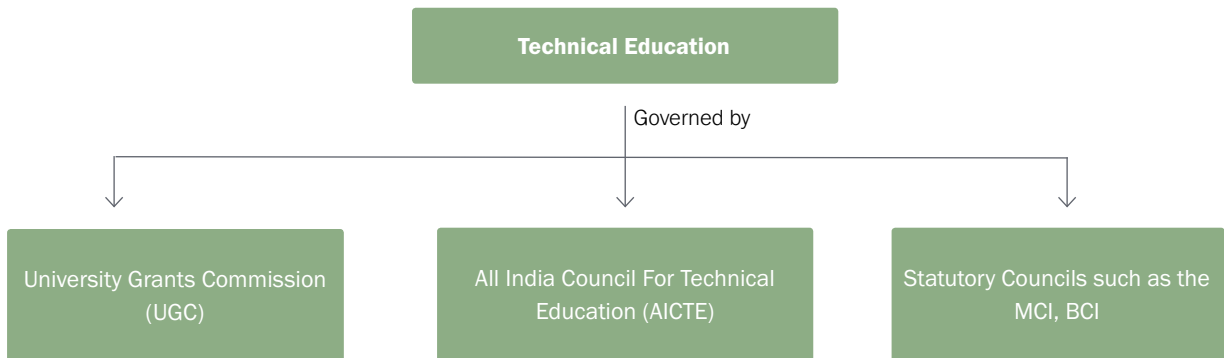 Technical Education
Governed by
University Grants Commission
(UGC)
All India Council For Technical
Education (AICTE)
Statutory Councils such as the
MCI, BCI